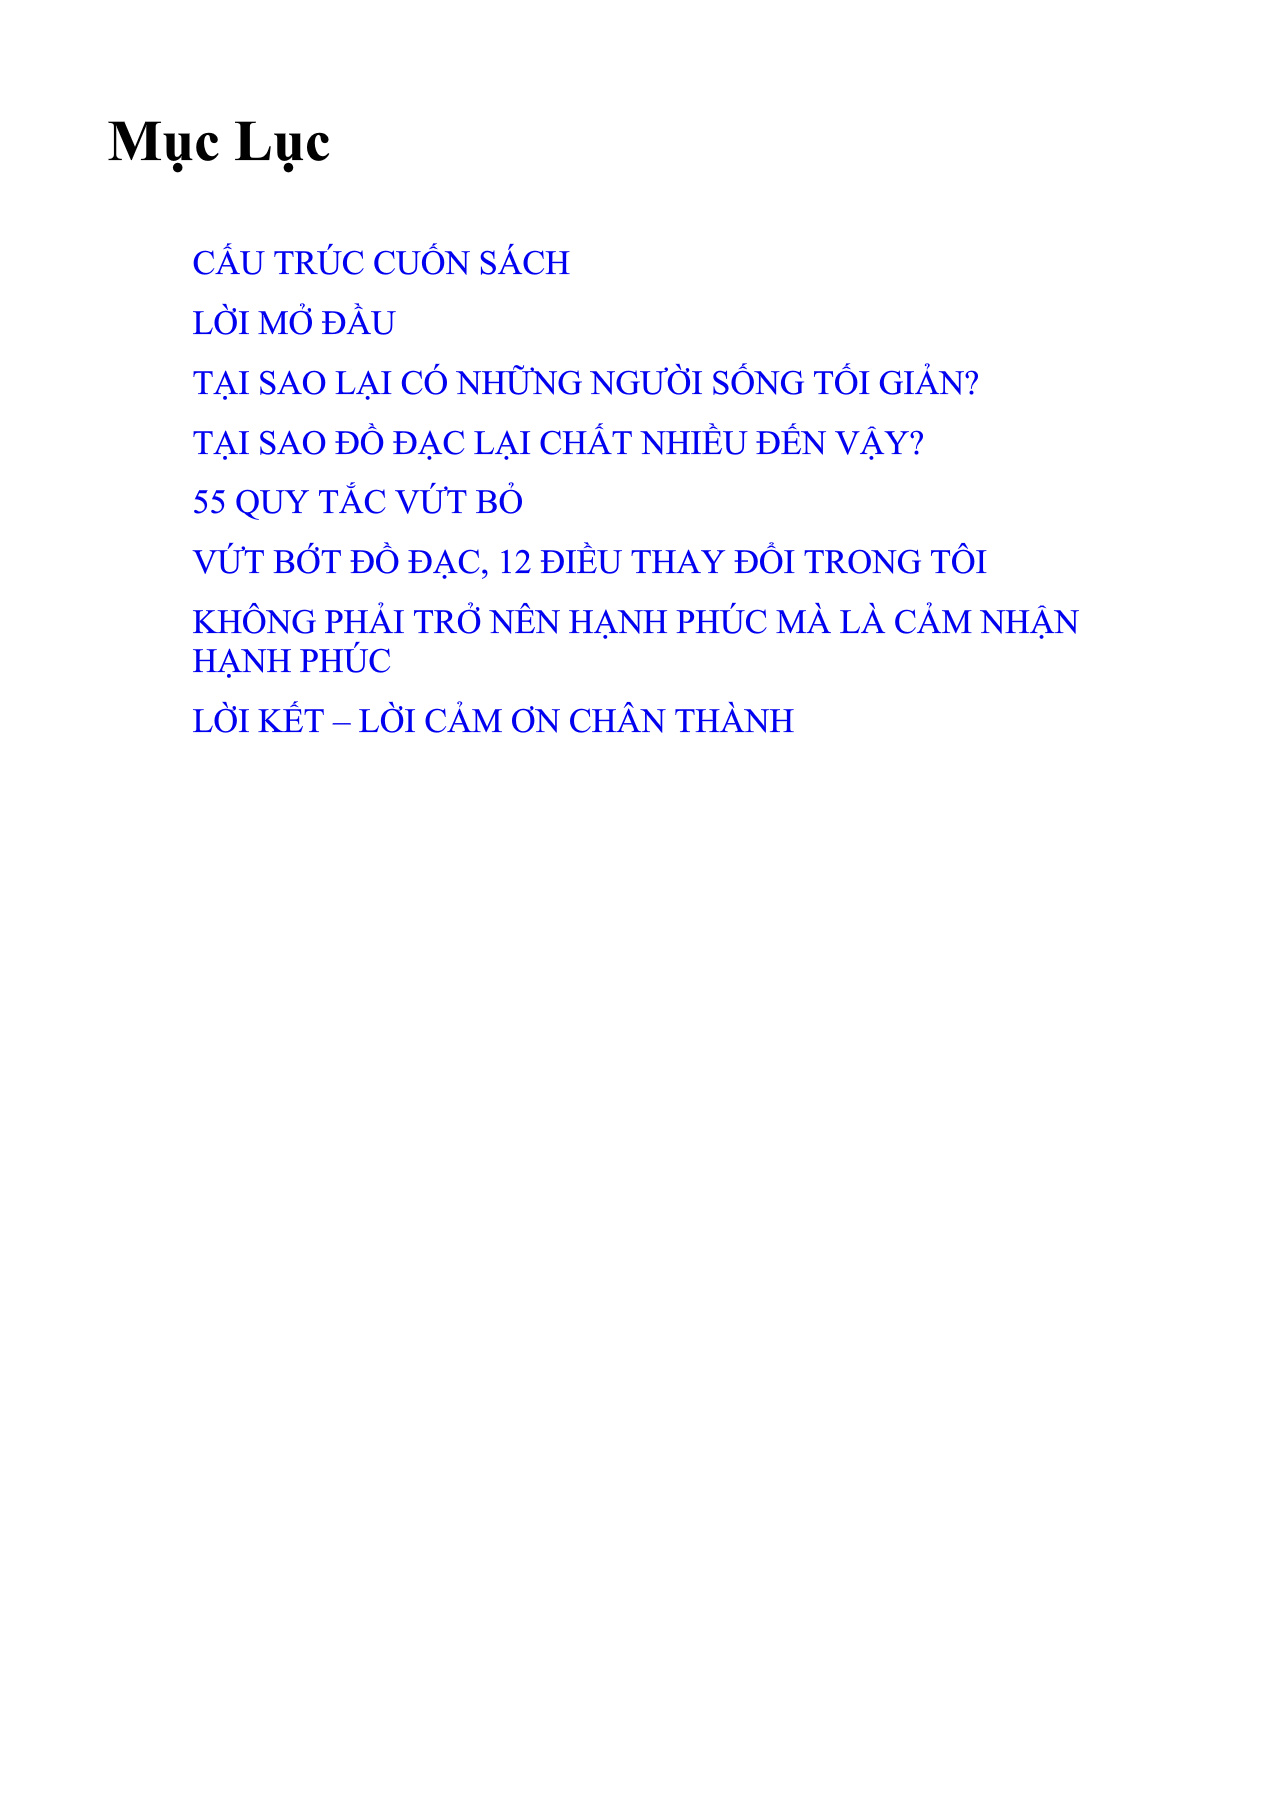 Mục Lục
CẤU TRÚC CUỐN SÁCH
LỜI MỞ ĐẦU
TẠI SAO LẠI CÓ NHỮNG NGƯỜI SỐNG TỐI GIẢN?
TẠI SAO ĐỒ ĐẠC LẠI CHẤT NHIỀU ĐẾN VẬY?
55 QUY TẮC VỨT BỎ
VỨT BỚT ĐỒ ĐẠC, 12 ĐIỀU THAY ĐỔI TRONG TÔI
KHÔNG PHẢI TRỞ NÊN HẠNH PHÚC MÀ LÀ CẢM NHẬN
HẠNH PHÚC
LỜI KẾT – LỜI CẢM ƠN CHÂN THÀNH